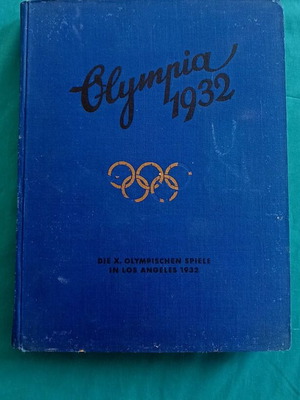 Olympia
1932
DIE X. OLYMPISCHEN SPIELE
IN LOS ANGELES 1932